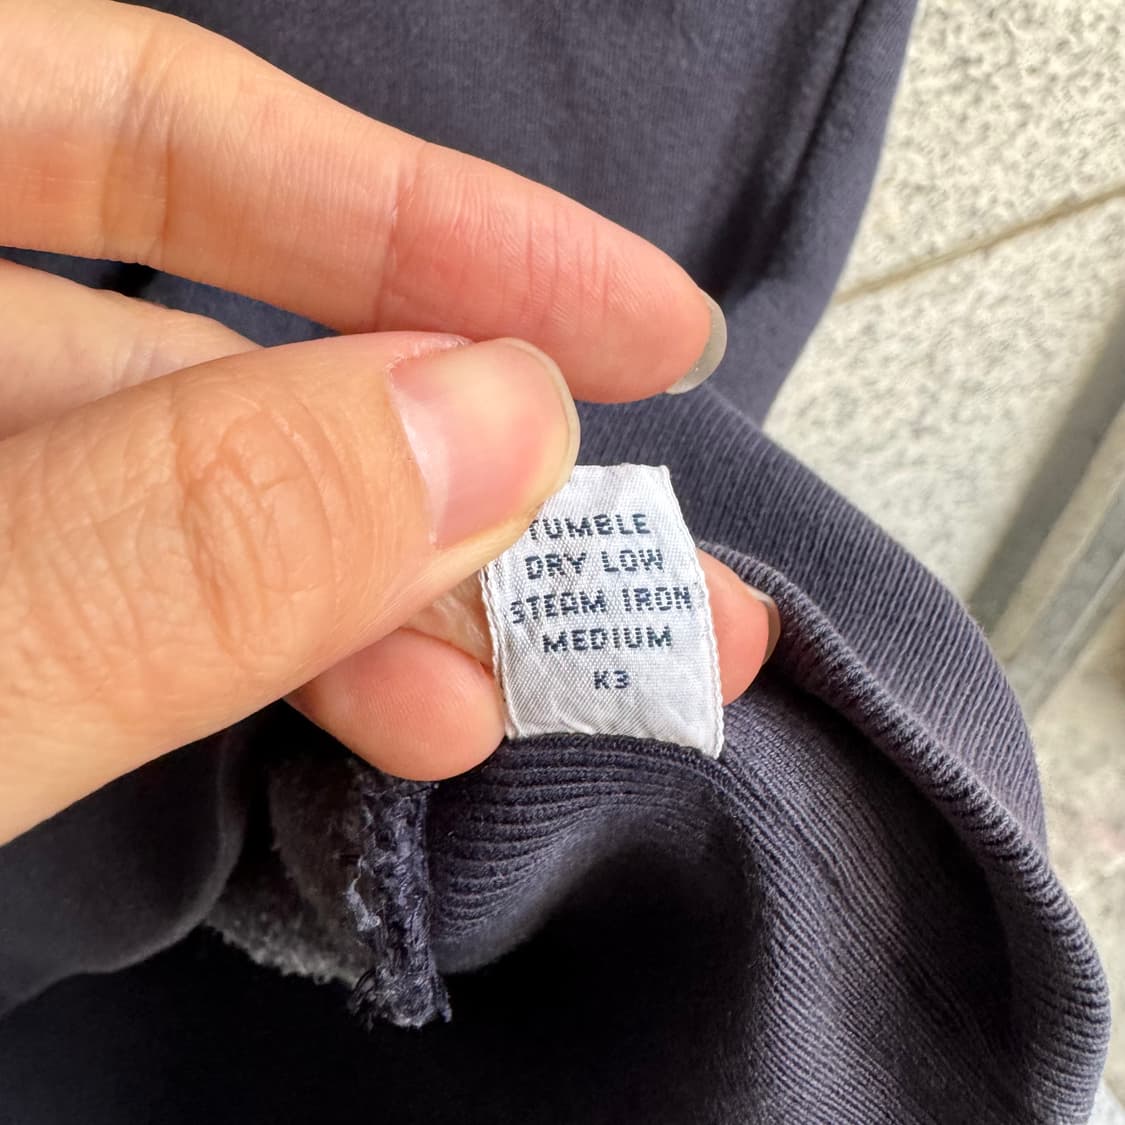 TUMBLE
DRY LOW
STEAM IRON
MEDIUM
K3